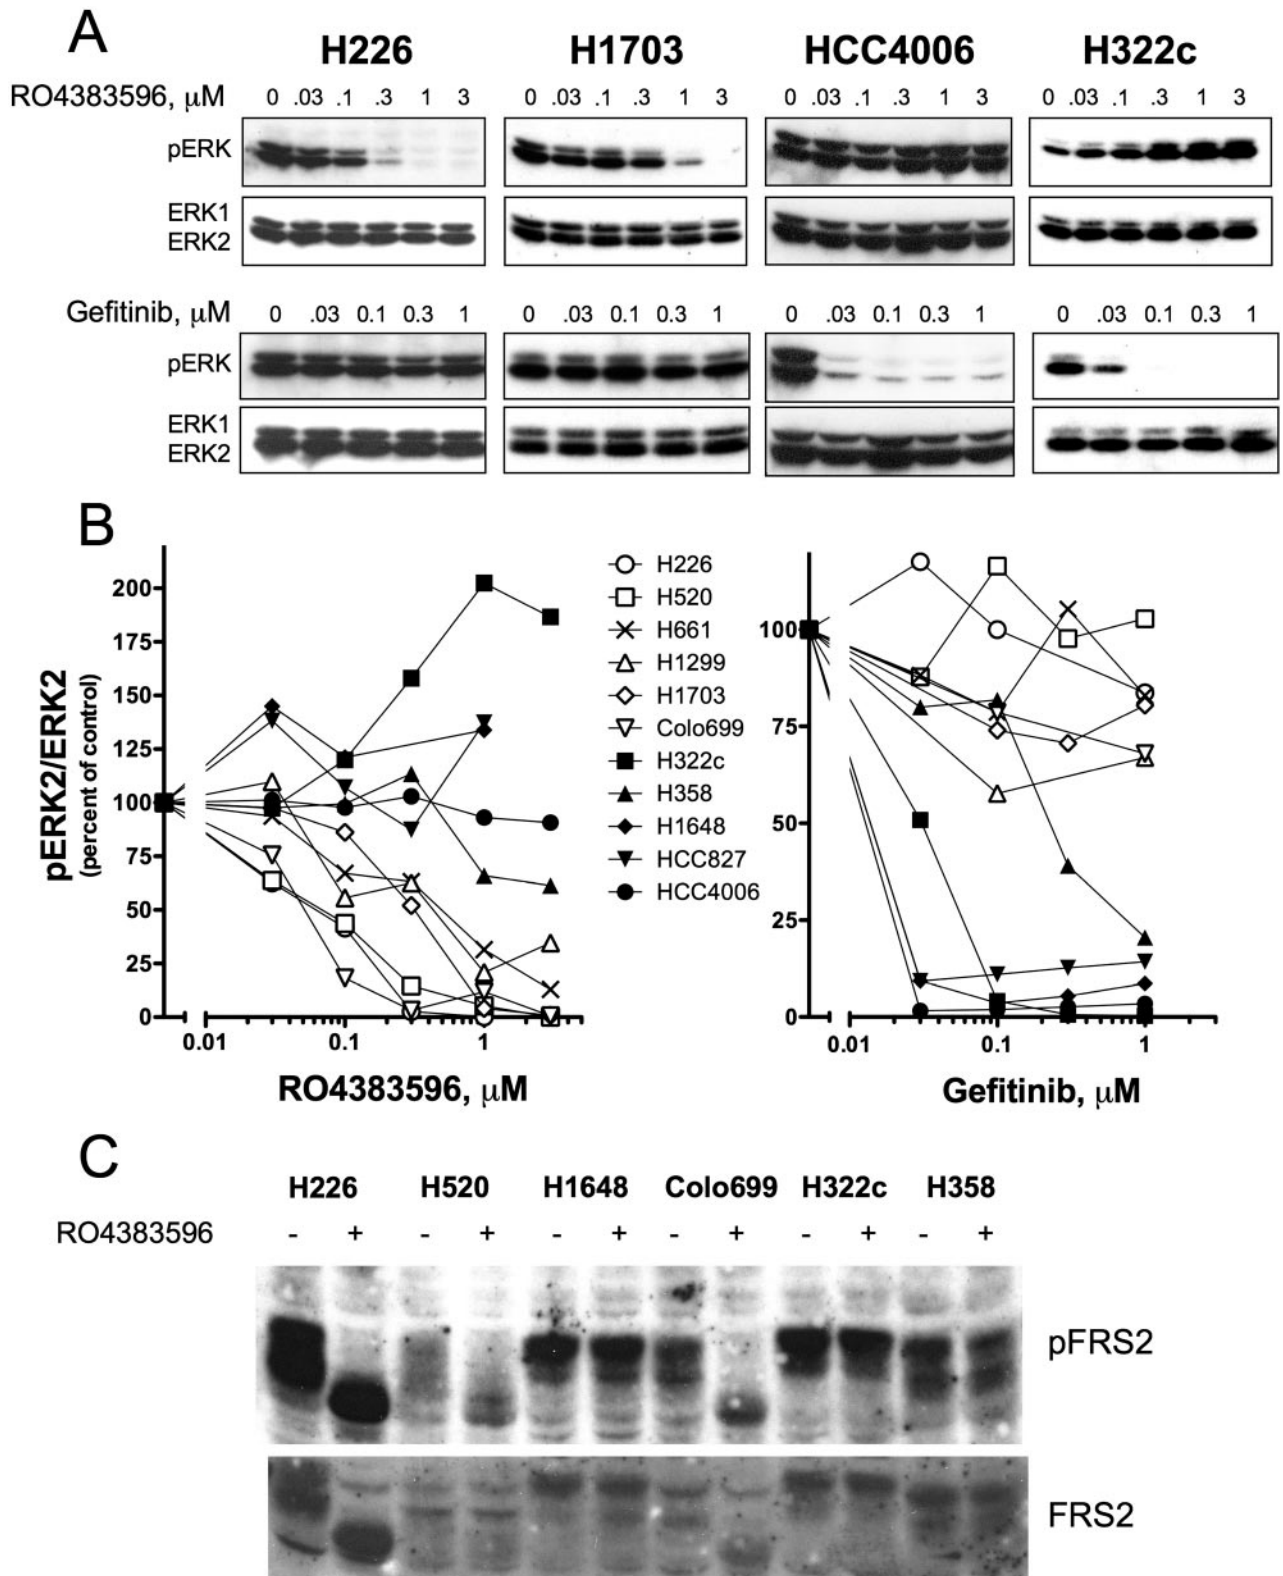 A
H226 H1703 HCC4006 H322c
RO4383596, μM 0 .03 .1 .3 1 3 0 .03 .1 .3 1 3 0 .03 .1 .3 1 3 0 .03 .1 .3 1 3
pERK
ERK1
ERK2
Gefitinib, μM 0 .03 0.1 0.3 1 0 .03 0.1 0.3 1 0 .03 0.1 0.3 1 0 .03 0.1 0.3 1
pERK
ERK1
ERK2
B
pERK2/ERK2
(percent of control)
200
175
150
125
100
75
50
25
0
0.01 0.1 1
RO4383596, μM
H226
H520
H661
H1299
H1703
Colo699
H322c
H358
H1648
HCC827
HCC4006
100
75
50
25
0
0.01 0.1 1
Gefitinib, μM
C
H226 H520 H1648 Colo699 H322c H358
RO4383596 - + - + - + - + - + - +
pFRS2
FRS2